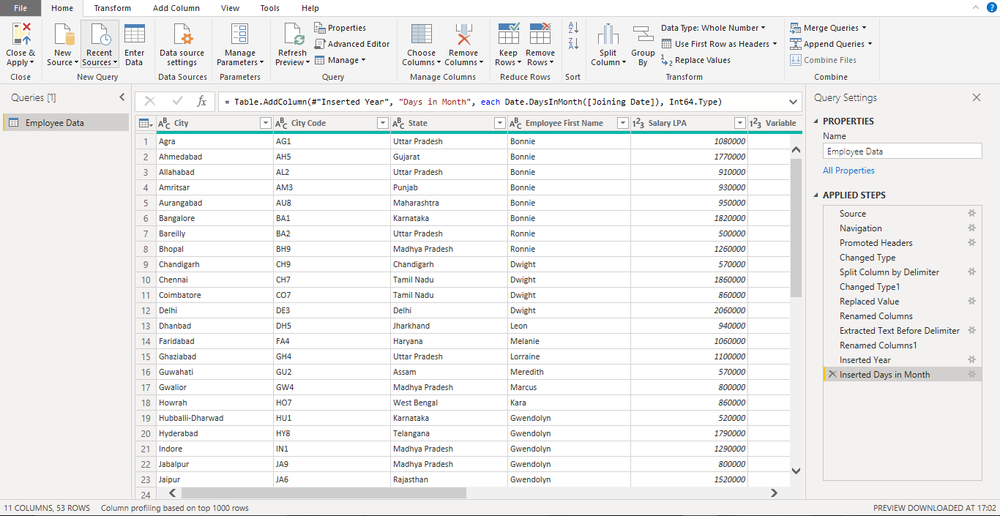 File Home Transform Add Column View Tools Help
Close & Apply
Close
New Source
Recent Sources
Enter Data
New Query
Data source settings
Data Sources
Manage Parameters
Parameters
Refresh Preview
Properties
Advanced Editor
Manage
Query
Choose Columns
Remove Columns
Manage Columns
Keep Rows
Remove Rows
Reduce Rows
Sort
Split Column
Group By
Data Type: Whole Number
Use First Row as Headers
Replace Values
Transform
Merge Queries
Append Queries
Combine Files
Combine
Queries [1]
Employee Data
= Table.AddColumn(#"Inserted Year", "Days in Month", each Date.DaysInMonth([Joining Date]), Int64.Type)
City City Code State Employee First Name Salary LPA Variable
1 Agra AG1 Uttar Pradesh Bonnie 1080000
2 Ahmedabad AH5 Gujarat Bonnie 1770000
3 Allahabad AL2 Uttar Pradesh Bonnie 910000
4 Amritsar AM3 Punjab Bonnie 930000
5 Aurangabad AU8 Maharashtra Bonnie 950000
6 Bangalore BA1 Karnataka Bonnie 1820000
7 Bareilly BA2 Uttar Pradesh Ronnie 500000
8 Bhopal BH9 Madhya Pradesh Ronnie 1260000
9 Chandigarh CH9 Chandigarh Dwight 570000
10 Chennai CH7 Tamil Nadu Dwight 1860000
11 Coimbatore CO7 Tamil Nadu Dwight 860000
12 Delhi DE3 Delhi Dwight 2060000
13 Dhanbad DH5 Jharkhand Leon 940000
14 Faridabad FA4 Haryana Melanie 1060000
15 Ghaziabad GH4 Uttar Pradesh Lorraine 1100000
16 Guwahati GU2 Assam Meredith 570000
17 Gwalior GW4 Madhya Pradesh Marcus 800000
18 Howrah HO7 West Bengal Kara 860000
19 Hubballi-Dharwad HU1 Karnataka Gwendolyn 520000
20 Hyderabad HY8 Telangana Gwendolyn 1790000
21 Indore IN1 Madhya Pradesh Gwendolyn 1290000
22 Jabalpur JA9 Madhya Pradesh Gwendolyn 800000
23 Jaipur JA6 Rajasthan Gwendolyn 1520000
24
Query Settings
PROPERTIES
Name
Employee Data
All Properties
APPLIED STEPS
Source
Navigation
Promoted Headers
Changed Type
Split Column by Delimiter
Changed Type1
Replaced Value
Renamed Columns
Extracted Text Before Delimiter
Renamed Columns1
Inserted Year
Inserted Days in Month
11 COLUMNS, 53 ROWS Column profiling based on top 1000 rows
PREVIEW DOWNLOADED AT 17:02